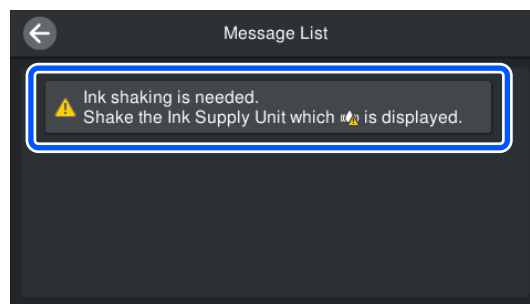 Message List
Ink shaking is needed.
Shake the Ink Supply Unit which is displayed.